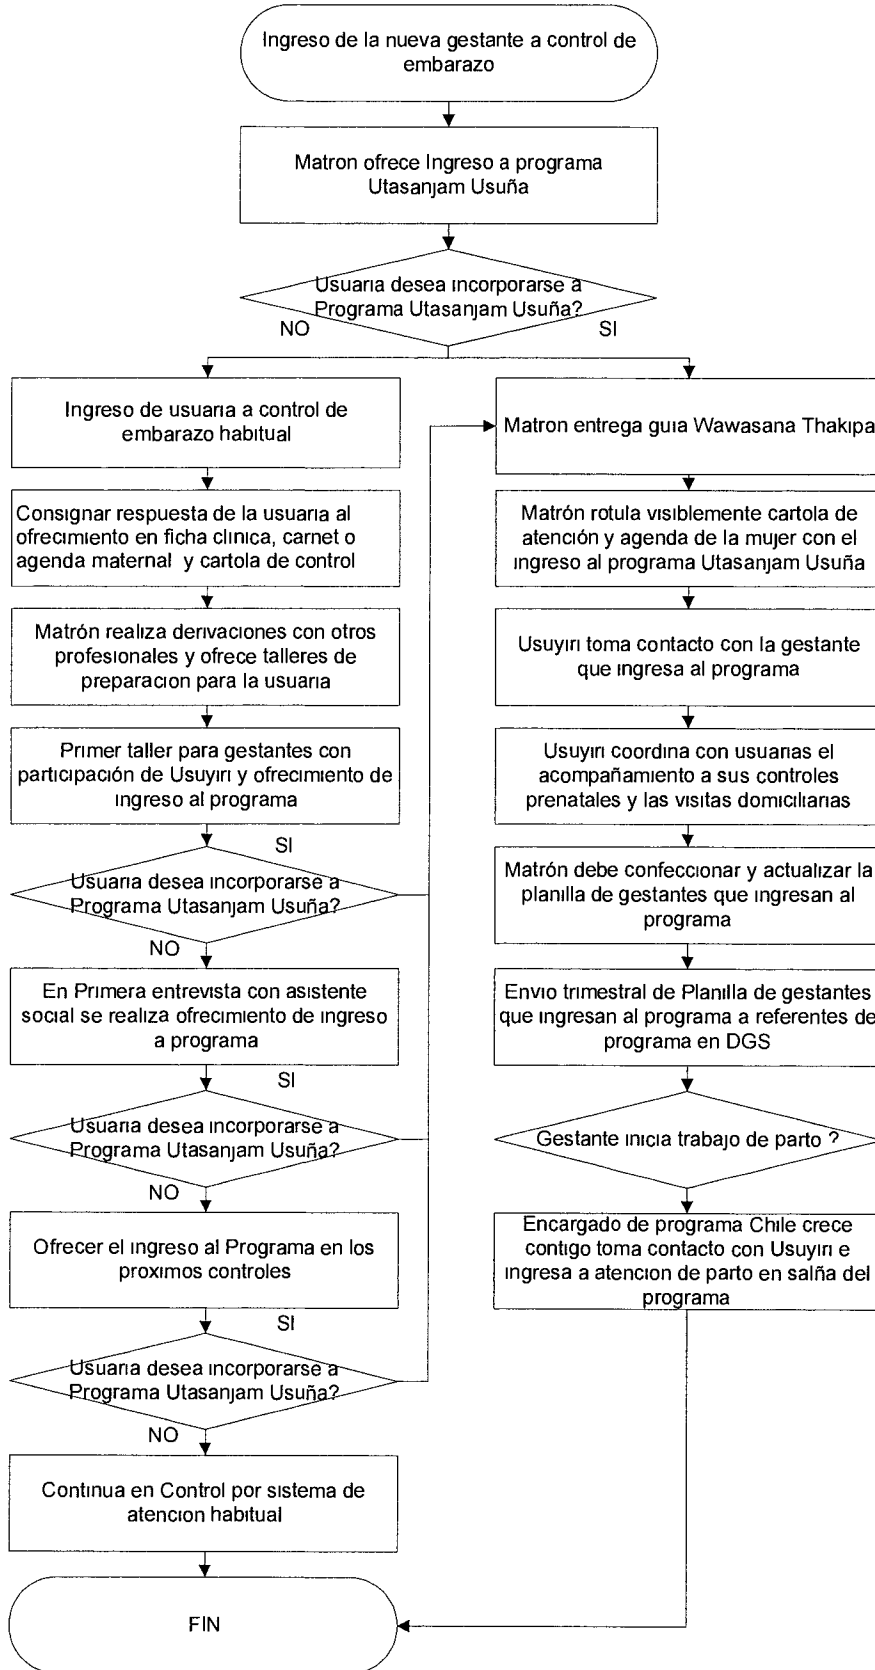 Ingreso de la nueva gestante a control de
embarazo
Matron ofrece Ingreso a programa
Utasanjam Usuña
Usuaria desea incorporarse a
Programa Utasanjam Usuña?
NO
SI
Ingreso de usuaria a control de
embarazo habitual
Consignar respuesta de la usuaria al
ofrecimiento en ficha clinica, carnet o
agenda maternal y cartola de control
Matrón realiza derivaciones con otros
profesionales y ofrece talleres de
preparacion para la usuaria
Primer taller para gestantes con
participación de Usuyiri y ofrecimiento de
ingreso al programa
SI
Usuaria desea incorporarse a
Programa Utasanjam Usuña?
NO
En Primera entrevista con asistente
social se realiza ofrecimiento de ingreso
a programa
SI
Usuaria desea incorporarse a
Programa Utasanjam Usuña?
NO
Ofrecer el ingreso al Programa en los
proximos controles
SI
Usuaria desea incorporarse a
Programa Utasanjam Usuña?
NO
Continua en Control por sistema de
atencion habitual
FIN
Matron entrega guia Wawasana Thakipa
Matrón rotula visiblemente cartola de
atención y agenda de la mujer con el
ingreso al programa Utasanjam Usuña
Usuyiri toma contacto con la gestante
que ingresa al programa
Usuyiri coordina con usuarias el
acompañamiento a sus controles
prenatales y las visitas domiciliarias
Matrón debe confeccionar y actualizar la
planilla de gestantes que ingresan al
programa
Envio trimestral de Planilla de gestantes
que ingresan al programa a referentes de
programa en DGS
Gestante inicia trabajo de parto ?
Encargado de programa Chile crece
contigo toma contacto con Usuyiri e
ingresa a atencion de parto en salña del
programa